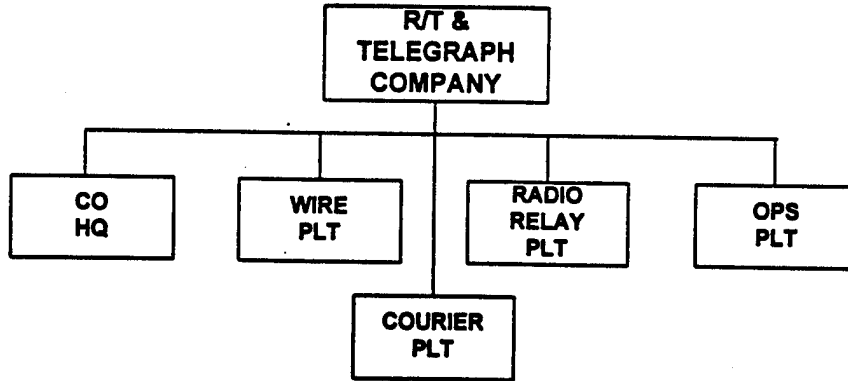 R/T &
TELEGRAPH
COMPANY
CO
HQ
WIRE
PLT
RADIO
RELAY
PLT
OPS
PLT
COURIER
PLT